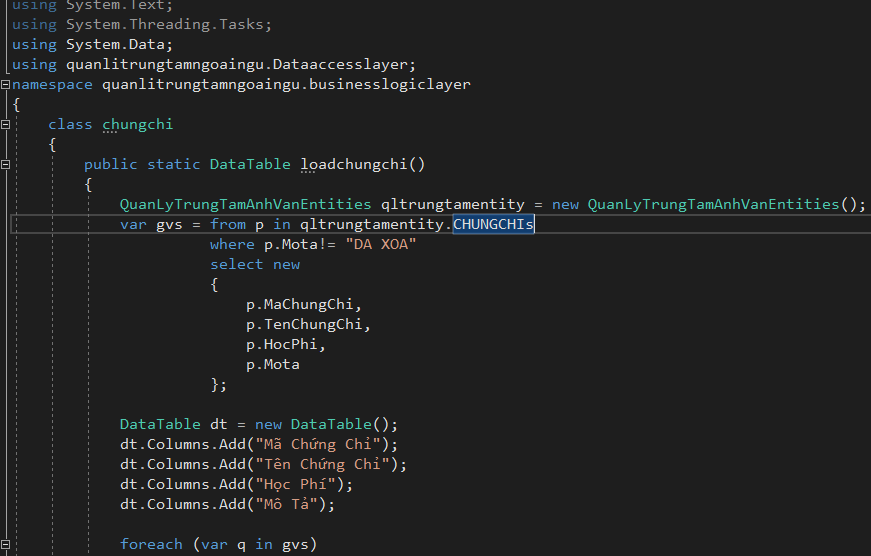 using System.Text;
using System.Threading.Tasks;
using System.Data;
using quanlitrungtamngoaingu.Dataaccesslayer;
namespace quanlitrungtamngoaingu.businesslogiclayer
{
class chungchi
{
public static DataTable loadchungchi()
{
QuanLyTrungTamAnhVanEntities qltrungtamentity = new QuanLyTrungTamAnhVanEntities();
var gvs = from p in qltrungtamentity.CHUNGCHIs
where p.Mota!= "DA XOA"
select new
{
p.MaChungChi,
p.TenChungChi,
p.HocPhi,
p.Mota
};
DataTable dt = new DataTable();
dt.Columns.Add("Mã Chứng Chỉ");
dt.Columns.Add("Tên Chứng Chỉ");
dt.Columns.Add("Học Phí");
dt.Columns.Add("Mô Tả");
foreach (var q in gvs)